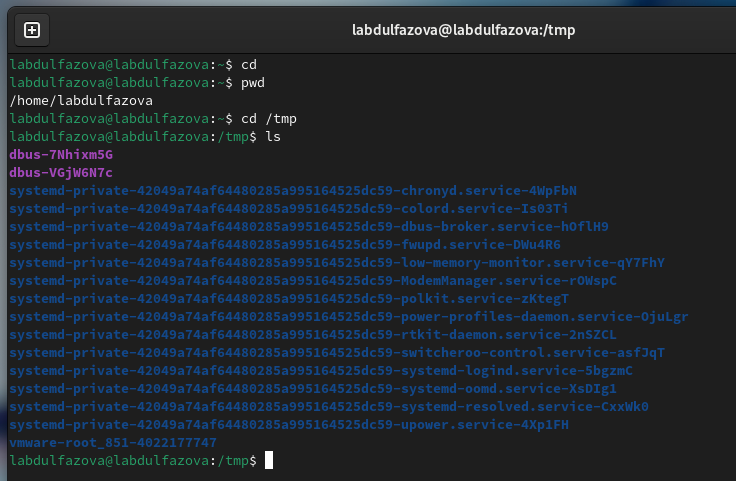 labdulfazova@labdulfazova:/tmp
labdulfazova@labdulfazova:~$ cd
labdulfazova@labdulfazova:~$ pwd
/home/labdulfazova
labdulfazova@labdulfazova:~$ cd /tmp
labdulfazova@labdulfazova:/tmp$ ls
dbus-7Nhixm5G
dbus-VGjW6N7c
systemd-private-42049a74af64480285a995164525dc59-chronyd.service-4WpFbN
systemd-private-42049a74af64480285a995164525dc59-colord.service-Is03Ti
systemd-private-42049a74af64480285a995164525dc59-dbus-broker.service-hOflH9
systemd-private-42049a74af64480285a995164525dc59-fwupd.service-DWu4R6
systemd-private-42049a74af64480285a995164525dc59-low-memory-monitor.service-qY7FhY
systemd-private-42049a74af64480285a995164525dc59-ModemManager.service-rOWspC
systemd-private-42049a74af64480285a995164525dc59-polkit.service-zKtegT
systemd-private-42049a74af64480285a995164525dc59-power-profiles-daemon.service-OjuLgr
systemd-private-42049a74af64480285a995164525dc59-rtkit-daemon.service-2nSZCL
systemd-private-42049a74af64480285a995164525dc59-switcheroo-control.service-asfJqT
systemd-private-42049a74af64480285a995164525dc59-systemd-logind.service-5bgzmC
systemd-private-42049a74af64480285a995164525dc59-systemd-oomd.service-XsDIg1
systemd-private-42049a74af64480285a995164525dc59-systemd-resolved.service-CxxWk0
systemd-private-42049a74af64480285a995164525dc59-upower.service-4Xp1FH
vmware-root_851-4022177747
labdulfazova@labdulfazova:/tmp$